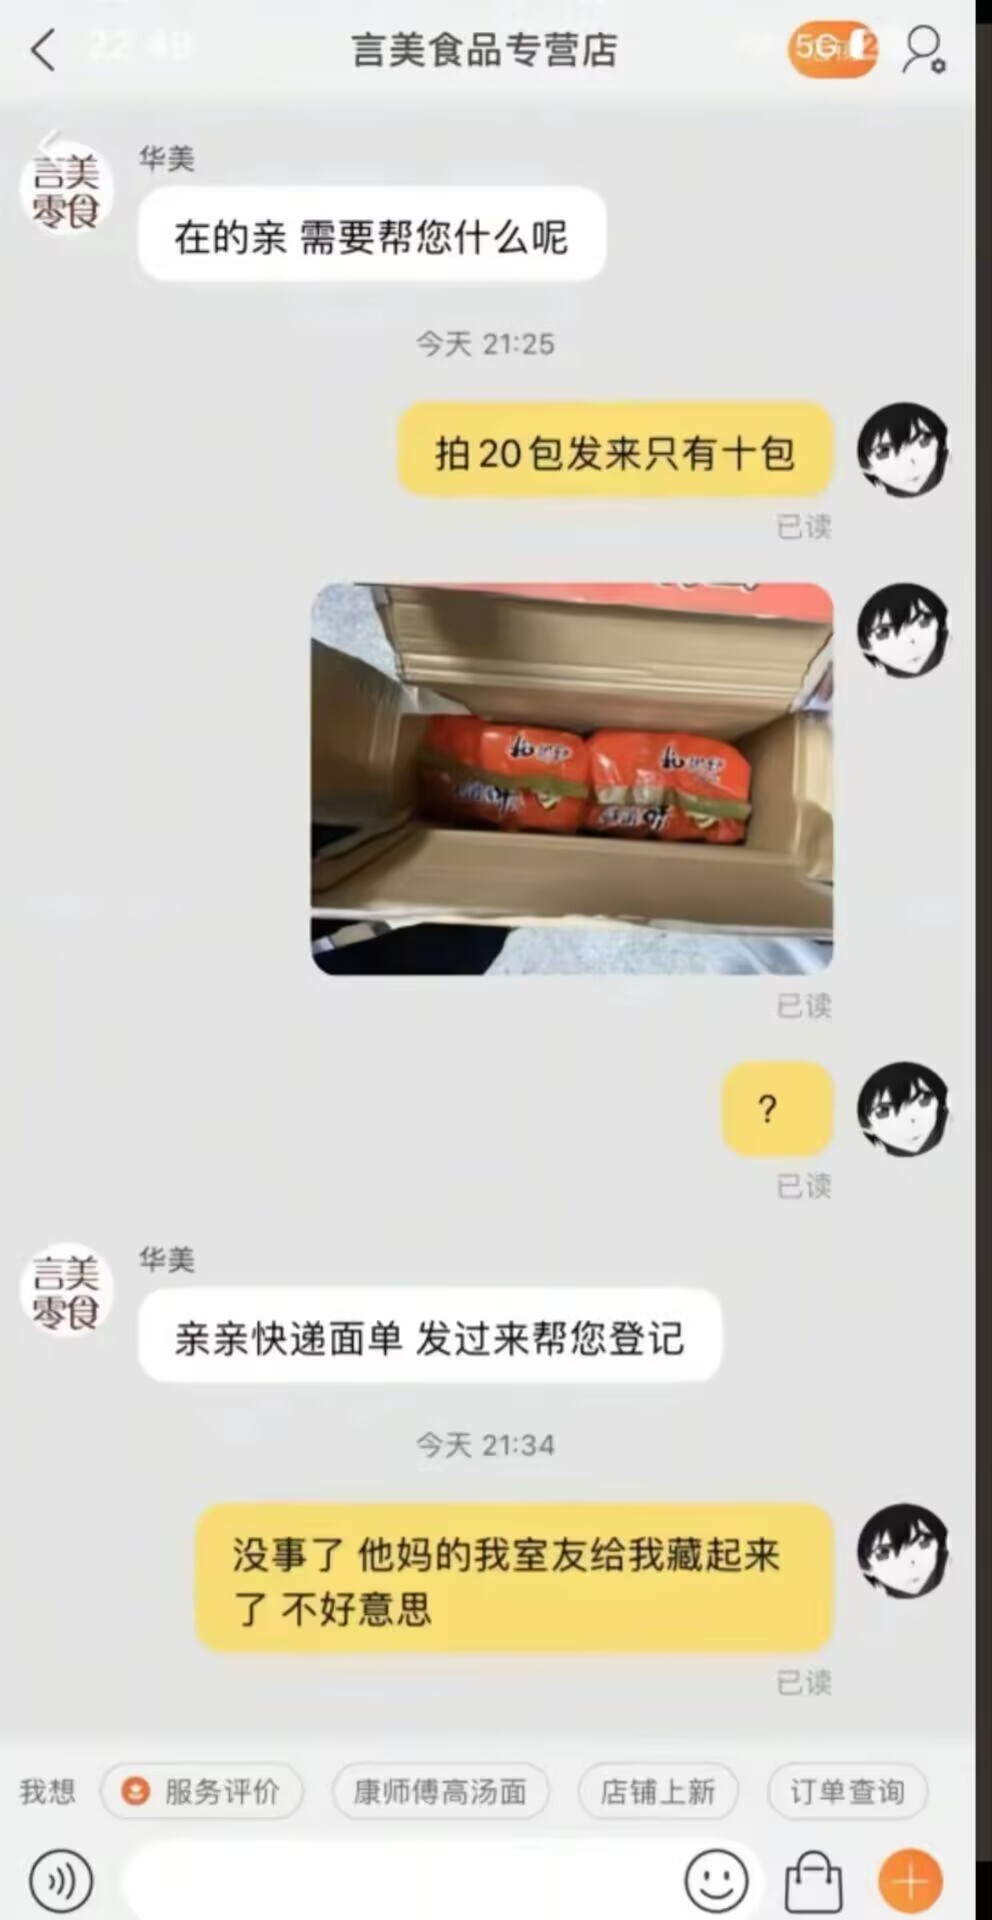 22:49
言美食品专营店
5G
言美
零食
华美
在的亲 需要帮您什么呢
今天 21:25
拍20包发来只有十包
已读
已读
?
已读
言美
零食
华美
亲亲快递面单 发过来帮您登记
今天 21:34
没事了 他妈的我室友给我藏起来
了 不好意思
已读
我想
服务评价
康师傅高汤面
店铺上新
订单查询